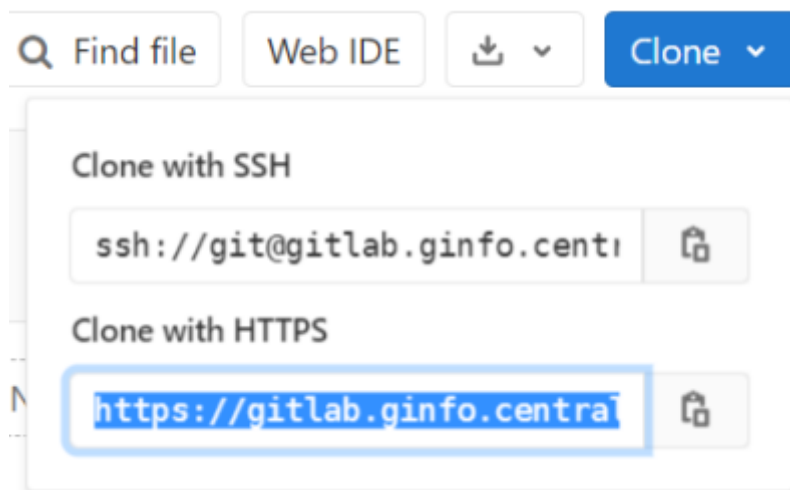 Find file Web IDE Clone
Clone with SSH
ssh://git@gitlab.ginfo.centr
Clone with HTTPS
N
https://gitlab.ginfo.central